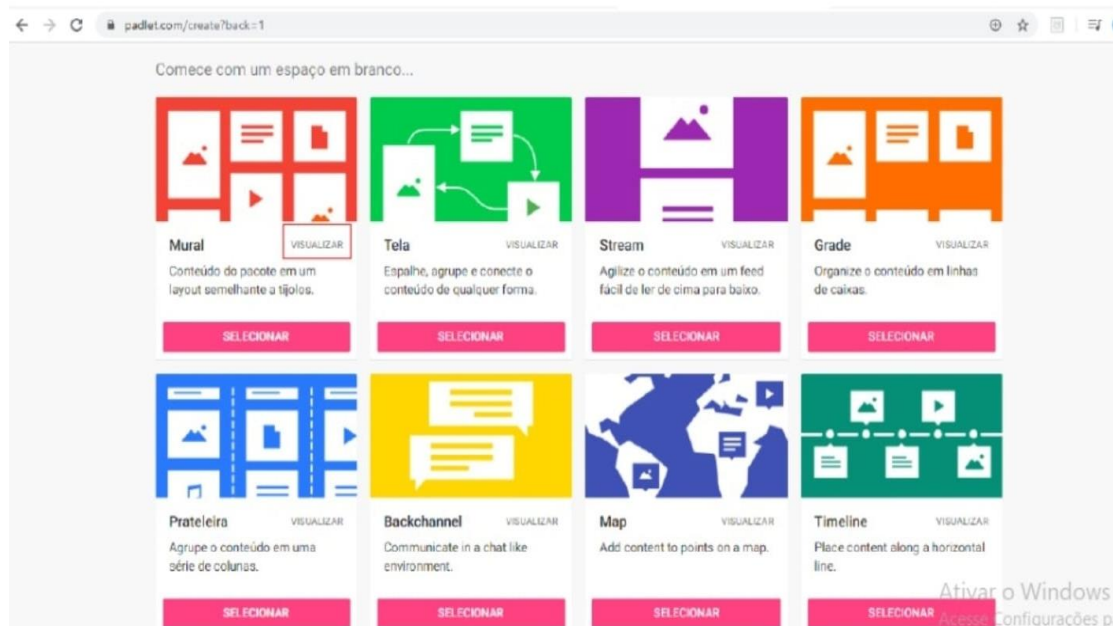 padlet.com/create?back=1
Comece com um espaço em branco...
Mural VISUALIZAR
Conteúdo do pacote em um
layout semelhante a tijolos.
SELECIONAR
Tela VISUALIZAR
Espalhe, agrupe e conecte o
conteúdo de qualquer forma.
SELECIONAR
Stream VISUALIZAR
Agilize o conteúdo em um feed
fácil de ler de cima para baixo.
SELECIONAR
Grade VISUALIZAR
Organize o conteúdo em linhas
de caixas.
SELECIONAR
Prateleira VISUALIZAR
Agrupe o conteúdo em uma
série de colunas.
SELECIONAR
Backchannel VISUALIZAR
Communicate in a chat like
environment.
SELECIONAR
Map VISUALIZAR
Add content to points on a map.
SELECIONAR
Timeline VISUALIZAR
Place content along a horizontal
line.
SELECIONAR
Ativar o Windows
Acesse Configurações p